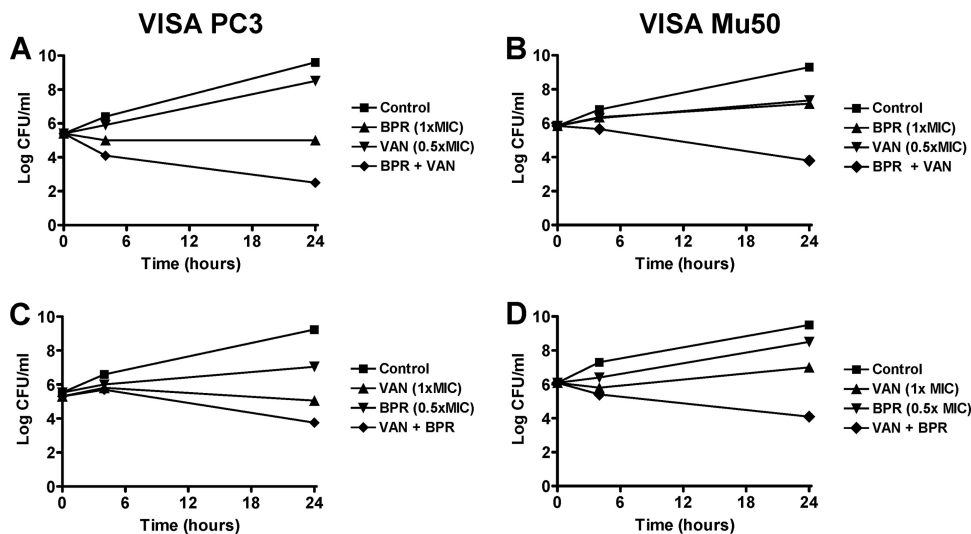 VISA PC3
VISA Mu50
A
10
8
6
4
2
0
Log CFU/ml
0 6 12 18 24
Time (hours)
Control
BPR (1xMIC)
VAN (0.5xMIC)
BPR + VAN
B
10
8
6
4
2
0
Log CFU/ml
0 6 12 18 24
Time (hours)
Control
BPR (1xMIC)
VAN (0.5xMIC)
BPR + VAN
C
10
8
6
4
2
0
Log CFU/ml
0 6 12 18 24
Time (hours)
Control
VAN (1xMIC)
BPR (0.5xMIC)
VAN + BPR
D
10
8
6
4
2
0
Log CFU/ml
0 6 12 18 24
Time (hours)
Control
VAN (1x MIC)
BPR (0.5x MIC)
VAN + BPR